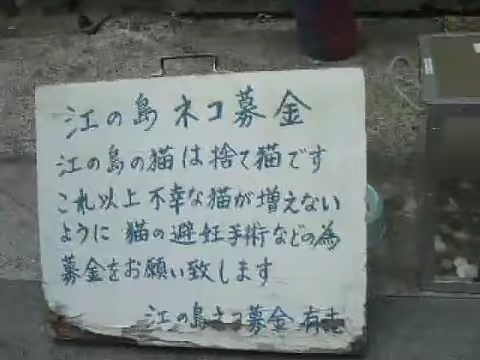 江の島ネコ募金
江の島の猫は捨て猫です
これ以上不幸な猫が増えない
ように 猫の避妊手術などの為
募金をお願い致します
江の島ネコ募金 有志